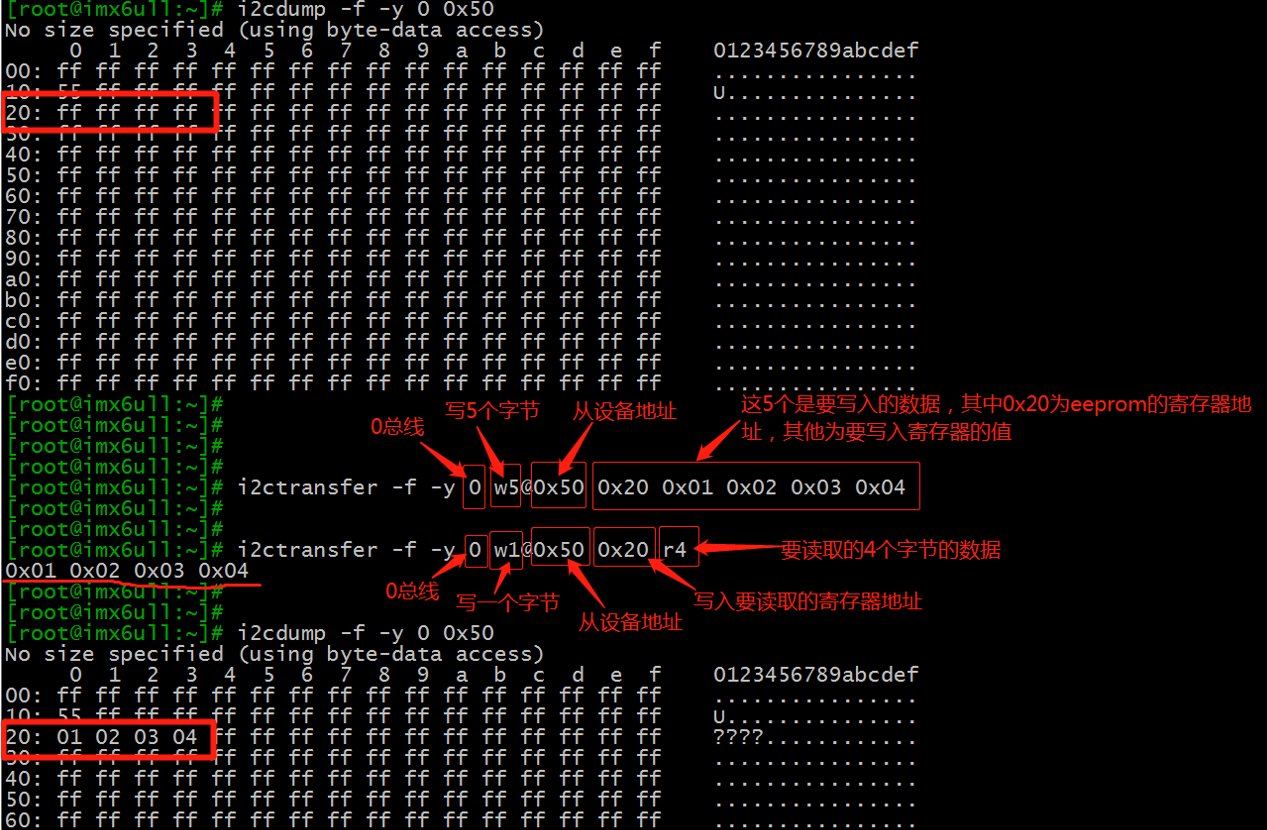 [root@imx6ull:~]# i2cdump -f -y 0 0x50
No size specified (using byte-data access)
     0  1  2  3  4  5  6  7  8  9  a  b  c  d  e  f    0123456789abcdef
00: ff ff ff ff ff ff ff ff ff ff ff ff ff ff ff ff    ................
10: 55 ff ff ff ff ff ff ff ff ff ff ff ff ff ff ff    U...............
20: ff ff ff ff ff ff ff ff ff ff ff ff ff ff ff ff    ................
30: ff ff ff ff ff ff ff ff ff ff ff ff ff ff ff ff    ................
40: ff ff ff ff ff ff ff ff ff ff ff ff ff ff ff ff    ................
50: ff ff ff ff ff ff ff ff ff ff ff ff ff ff ff ff    ................
60: ff ff ff ff ff ff ff ff ff ff ff ff ff ff ff ff    ................
70: ff ff ff ff ff ff ff ff ff ff ff ff ff ff ff ff    ................
80: ff ff ff ff ff ff ff ff ff ff ff ff ff ff ff ff    ................
90: ff ff ff ff ff ff ff ff ff ff ff ff ff ff ff ff    ................
a0: ff ff ff ff ff ff ff ff ff ff ff ff ff ff ff ff    ................
b0: ff ff ff ff ff ff ff ff ff ff ff ff ff ff ff ff    ................
c0: ff ff ff ff ff ff ff ff ff ff ff ff ff ff ff ff    ................
d0: ff ff ff ff ff ff ff ff ff ff ff ff ff ff ff ff    ................
e0: ff ff ff ff ff ff ff ff ff ff ff ff ff ff ff ff    ................
f0: ff ff ff ff ff ff ff ff ff ff ff ff ff ff ff ff    ................
[root@imx6ull:~]#
[root@imx6ull:~]#
[root@imx6ull:~]#
[root@imx6ull:~]#
0总线
写5个字节
从设备地址
这5个是要写入的数据，其中0x20为eeprom的寄存器地
址，其他为要写入寄存器的值
[root@imx6ull:~]# i2ctransfer -f -y 0 w5@0x50 0x20 0x01 0x02 0x03 0x04
[root@imx6ull:~]#
[root@imx6ull:~]#
[root@imx6ull:~]# i2ctransfer -f -y 0 w1@0x50 0x20 r4
要读取的4个字节的数据
0x01 0x02 0x03 0x04
0总线
写一个字节
从设备地址
写入要读取的寄存器地址
[root@imx6ull:~]#
[root@imx6ull:~]#
[root@imx6ull:~]# i2cdump -f -y 0 0x50
No size specified (using byte-data access)
     0  1  2  3  4  5  6  7  8  9  a  b  c  d  e  f    0123456789abcdef
00: ff ff ff ff ff ff ff ff ff ff ff ff ff ff ff ff    ................
10: 55 ff ff ff ff ff ff ff ff ff ff ff ff ff ff ff    U...............
20: 01 02 03 04 ff ff ff ff ff ff ff ff ff ff ff ff    ????............
30: ff ff ff ff ff ff ff ff ff ff ff ff ff ff ff ff    ................
40: ff ff ff ff ff ff ff ff ff ff ff ff ff ff ff ff    ................
50: ff ff ff ff ff ff ff ff ff ff ff ff ff ff ff ff    ................
60: ff ff ff ff ff ff ff ff ff ff ff ff ff ff ff ff    ................